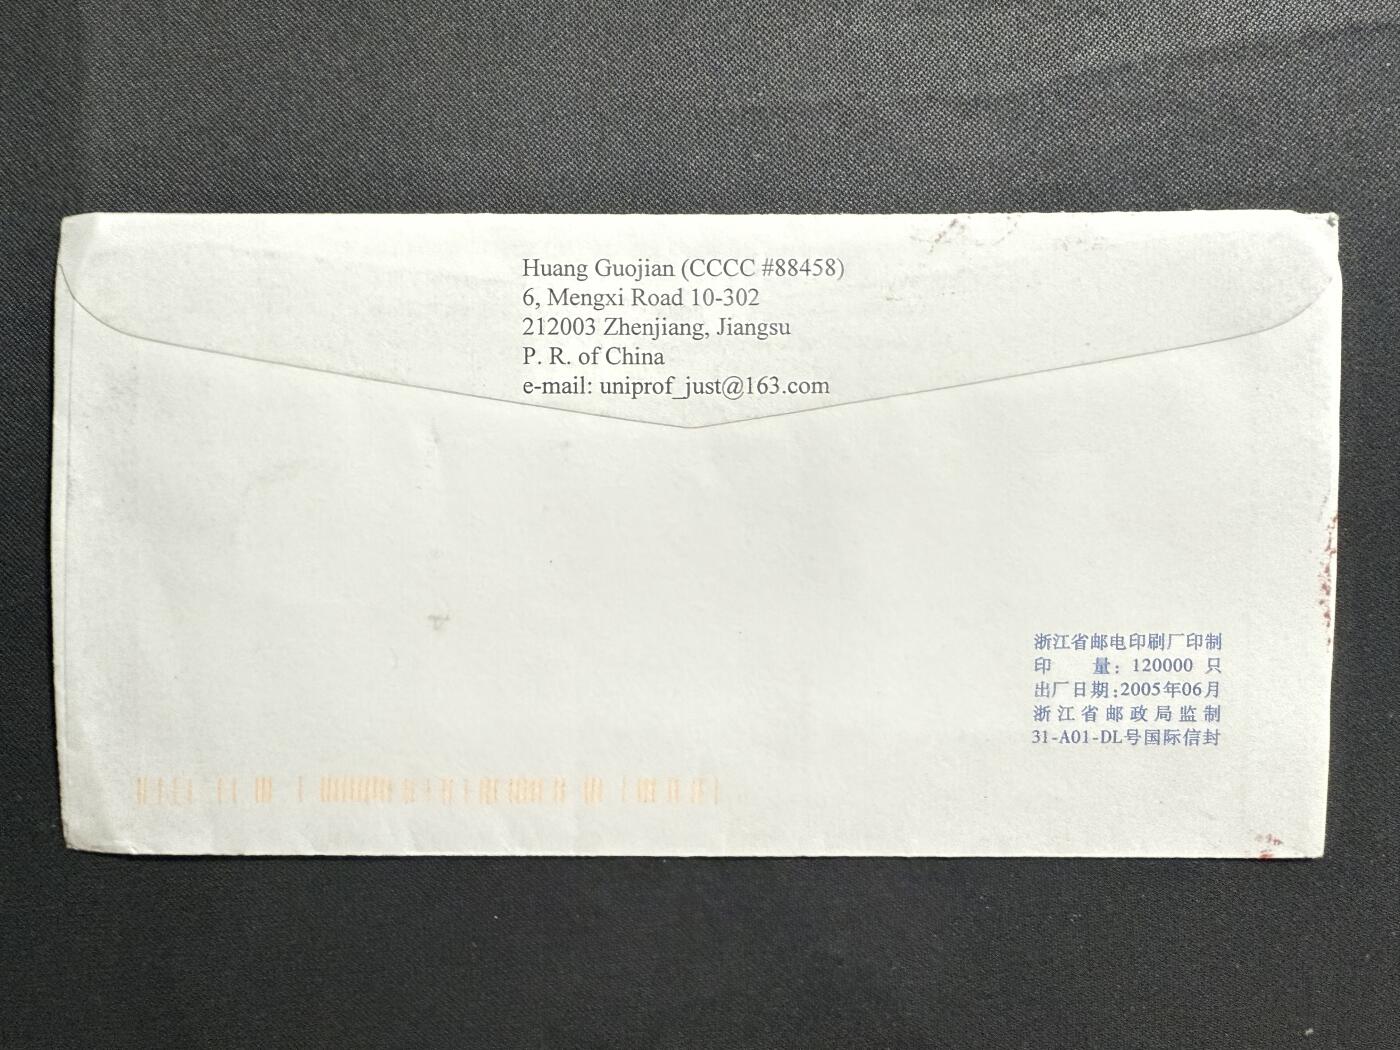 Huang Guojian (CCCC #88458)
6, Mengxi Road 10-302
212003 Zhenjiang, Jiangsu
P. R. of China
e-mail: uniprof_just@163.com
浙江省邮电印刷厂印制
印 量: 120000 只
出厂日期:2005年06月
浙江省邮政局监制
31-A01-DL号国际信封